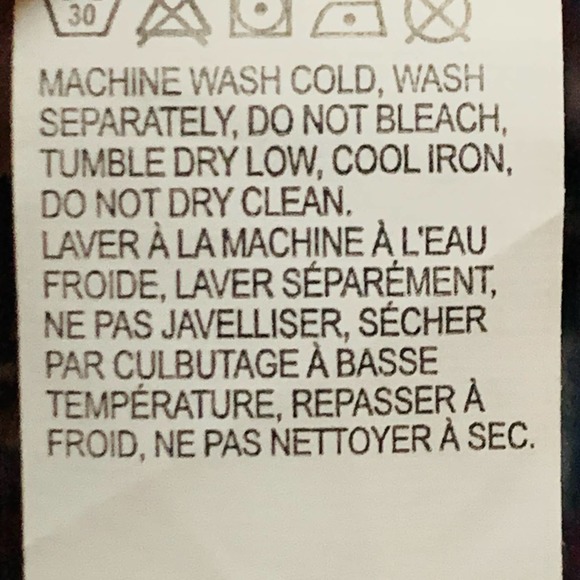 30
MACHINE WASH COLD, WASH
SEPARATELY, DO NOT BLEACH,
TUMBLE DRY LOW, COOL IRON,
DO NOT DRY CLEAN.
LAVER À LA MACHINE À L'EAU
FROIDE, LAVER SÉPARÉMENT,
NE PAS JAVELLISER, SÉCHER
PAR CULBUTAGE À BASSE
TEMPÉRATURE, REPASSER À
FROID, NE PAS NETTOYER À SEC.